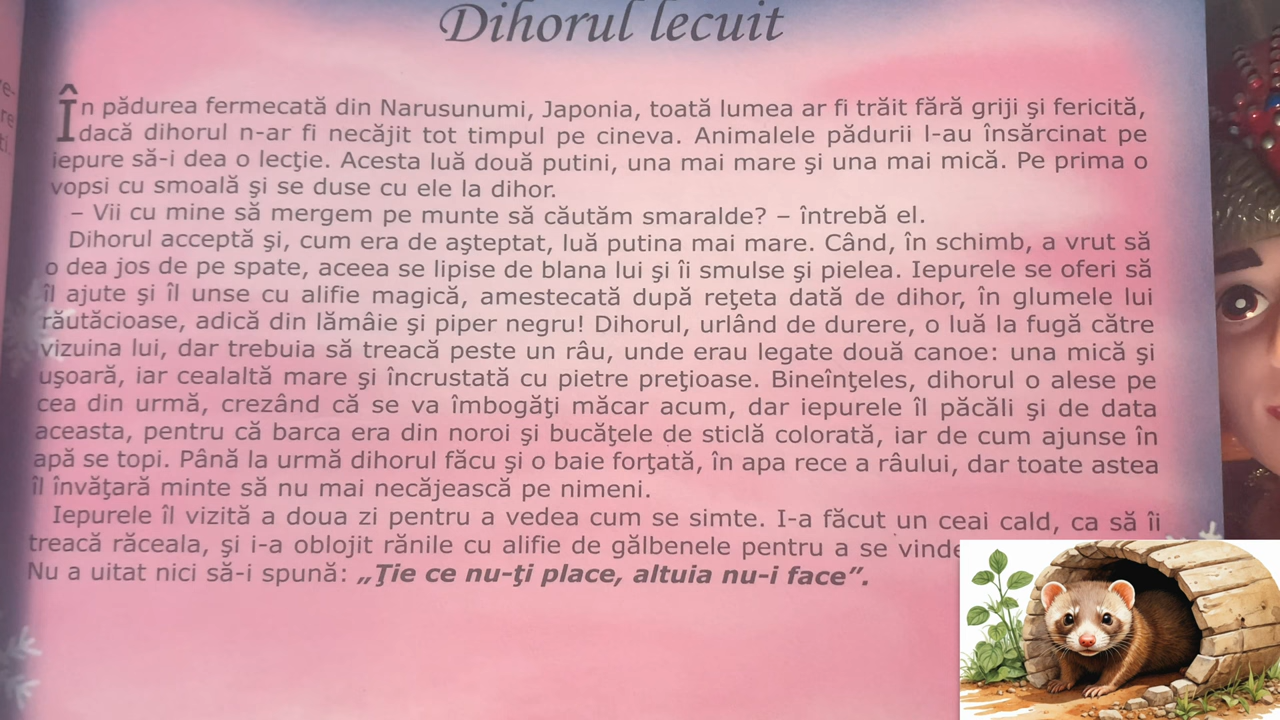 Dihorul lecuit
În pădurea fermecată din Narusunumi, Japonia, toată lumea ar fi trăit fără griji şi fericită,
dacă dihorul n-ar fi necăjit tot timpul pe cineva. Animalele pădurii l-au însărcinat pe
iepure să-i dea o lecţie. Acesta luă două putini, una mai mare şi una mai mică. Pe prima o
vopsi cu smoală şi se duse cu ele la dihor.
– Vii cu mine să mergem pe munte să căutăm smaralde? – întrebă el.
Dihorul acceptă şi, cum era de aşteptat, luă putina mai mare. Când, în schimb, a vrut să
o dea jos de pe spate, aceea se lipise de blana lui şi îi smulse şi pielea. Iepurele se oferi să
îl ajute şi îl unse cu alifie magică, amestecată după reţeta dată de dihor, în glumele lui
răutăcioase, adică din lămâie şi piper negru! Dihorul, urlând de durere, o luă la fugă către
vizuina lui, dar trebuia să treacă peste un râu, unde erau legate două canoe: una mică şi
uşoară, iar cealaltă mare şi încrustată cu pietre preţioase. Bineînţeles, dihorul o alese pe
cea din urmă, crezând că se va îmbogăţi măcar acum, dar iepurele îl păcăli şi de data
aceasta, pentru că barca era din noroi şi bucăţele de sticlă colorată, iar de cum ajunse în
apă se topi. Până la urmă dihorul făcu şi o baie forţată, în apa rece a râului, dar toate astea
îl învăţară minte să nu mai necăjească pe nimeni.
Iepurele îl vizită a doua zi pentru a vedea cum se simte. I-a făcut un ceai cald, ca să îi
treacă răceala, şi i-a oblojit rănile cu alifie de gălbenele pentru a se
Nu a uitat nici să-i spună: „Ţie ce nu-ţi place, altuia nu-i face”.